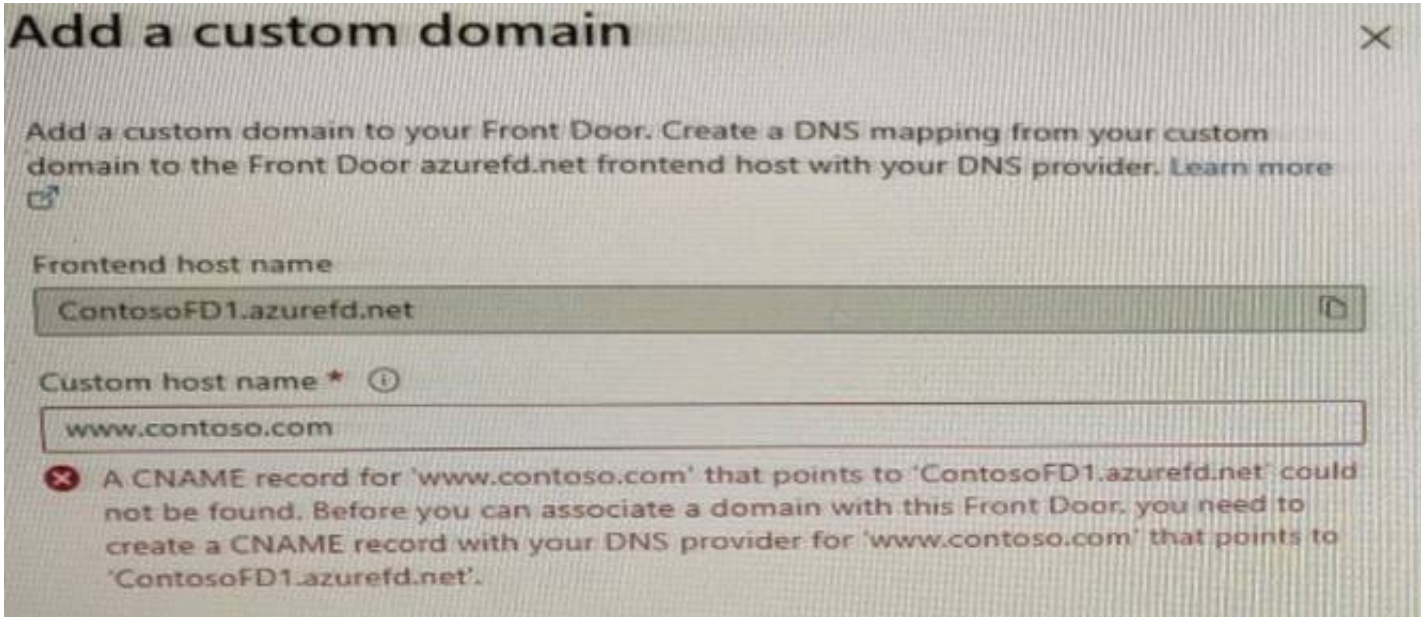 Add a custom domain
Add a custom domain to your Front Door. Create a DNS mapping from your custom
domain to the Front Door azurefd.net frontend host with your DNS provider. Learn more
Frontend host name
ContosoFD1.azurefd.net
Custom host name *
www.contoso.com
A CNAME record for 'www.contoso.com' that points to 'ContosoFD1.azurefd.net' could
not be found. Before you can associate a domain with this Front Door, you need to
create a CNAME record with your DNS provider for 'www.contoso.com' that points to
'ContosoFD1.azurefd.net'.